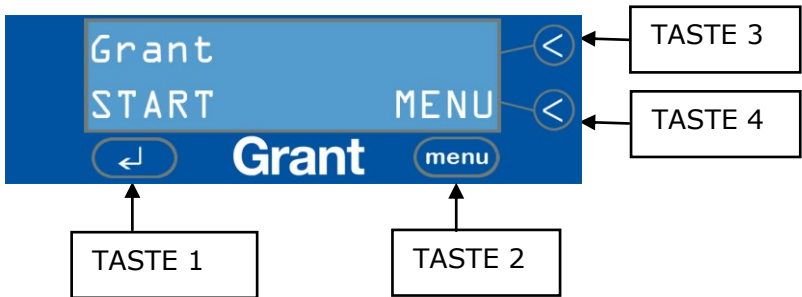 Grant
START MENU
Grant menu
TASTE 3
TASTE 4
TASTE 1
TASTE 2